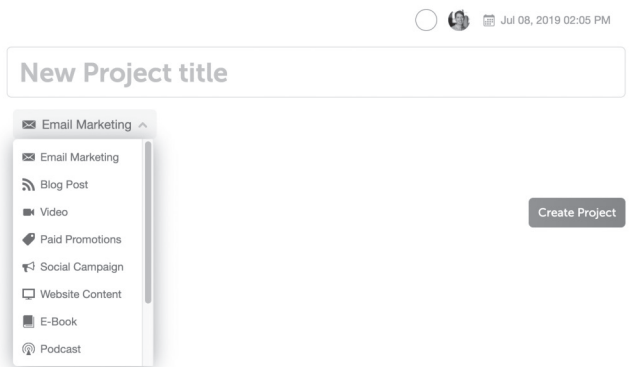 Jul 08, 2019 02:05 PM
New Project title
Email Marketing
Email Marketing
Blog Post
Video
Create Project
Paid Promotions
Social Campaign
Website Content
E-Book
Podcast